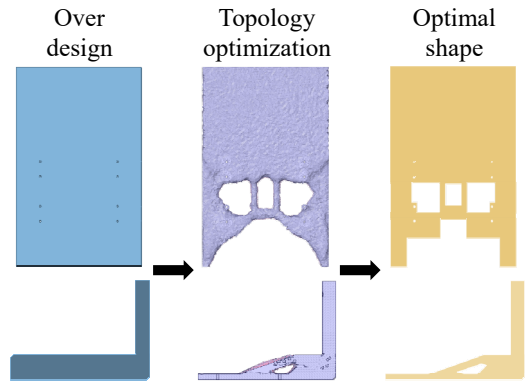 Over
design
Topology
optimization
Optimal
shape